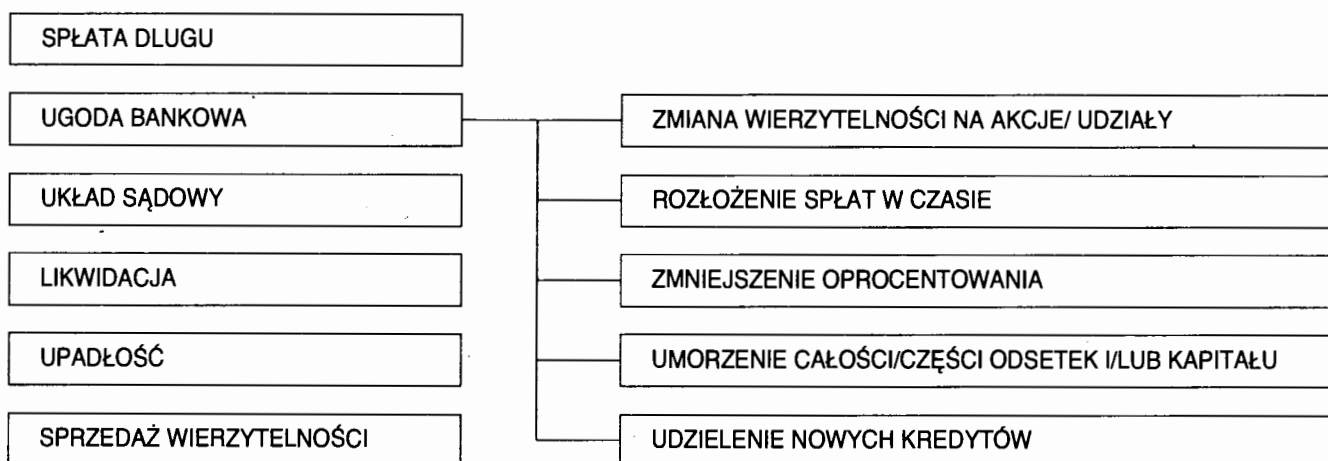 SPŁATA DLUGU
UGODA BANKOWA
UKŁAD SĄDOWY
LIKWIDACJA
UPADŁOŚĆ
SPRZEDAŻ WIERZYTELNOŚCI
ZMIANA WIERZYTELNOŚCI NA AKCJE/ UDZIAŁY
ROZŁOŻENIE SPŁAT W CZASIE
ZMNIEJSZENIE OPROCENTOWANIA
UMORZENIE CAŁOŚCI/CZĘŚCI ODSETEK I/LUB KAPITAŁU
UDZIELENIE NOWYCH KREDYTÓW